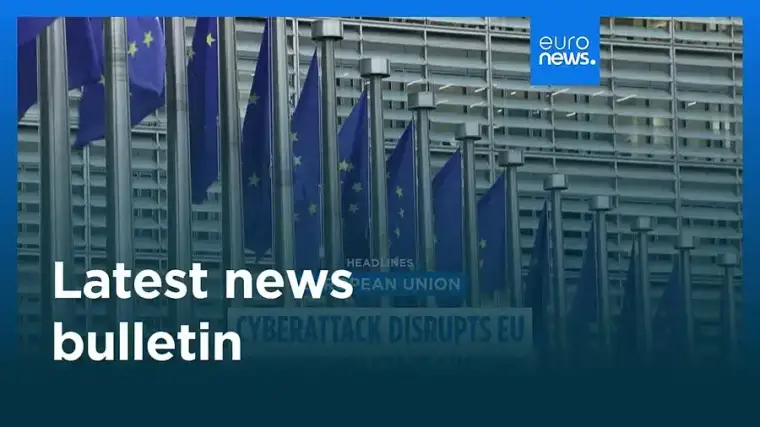 euro
news.
HEADLINES
PEAN UNION
Latest news
CYBERATTACK DISRUPTS EU
bulletin